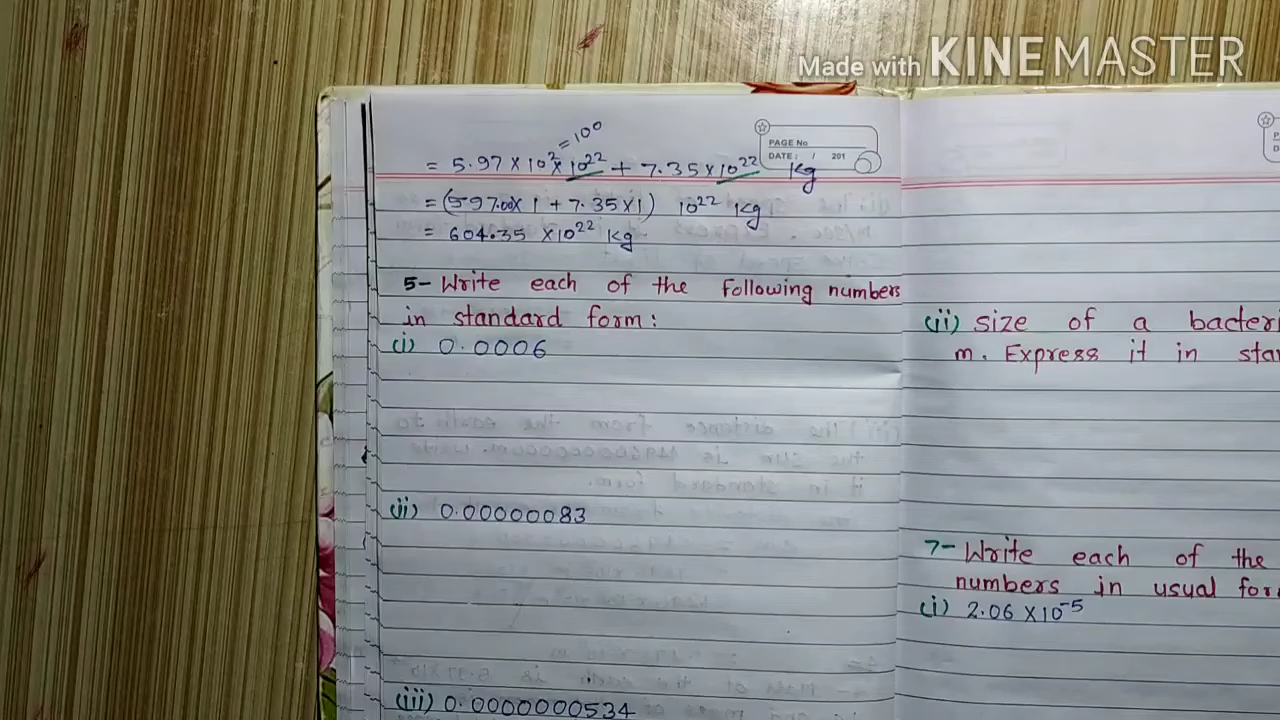 Made with KINEMASTER
= 100
PAGE No
DATE : / 201
= 5.97 × 10² × 10²² + 7.35 × 10²² Kg
= (597.00 × 1 + 7.35 × 1) 10²² Kg
= 604.35 × 10²² Kg
5- Write each of the following numbers
in standard form :
(i) 0.0006
(ii) 0.00000083
(iii) 0.0000000534
(ii) size of a bacteri
m. Express it in sta
7- Write each of the
numbers in usual for
(i) 2.06 × 10⁻⁵